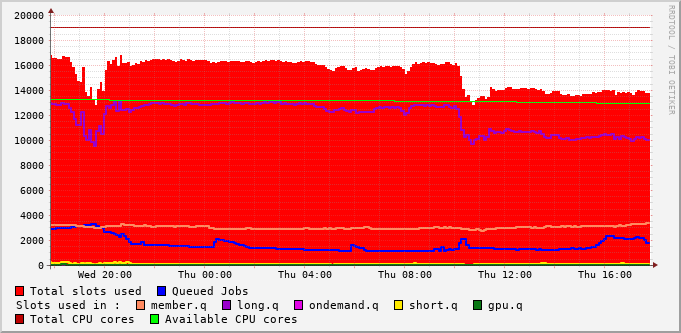 20000
18000
16000
14000
12000
10000
8000
6000
4000
2000
0
Wed 20:00 Thu 00:00 Thu 04:00 Thu 08:00 Thu 12:00 Thu 16:00
RRDTOOL / TOBI OETIKER
Total slots used Queued Jobs
Slots used in : member.q long.q ondemand.q short.q gpu.q
Total CPU cores Available CPU cores